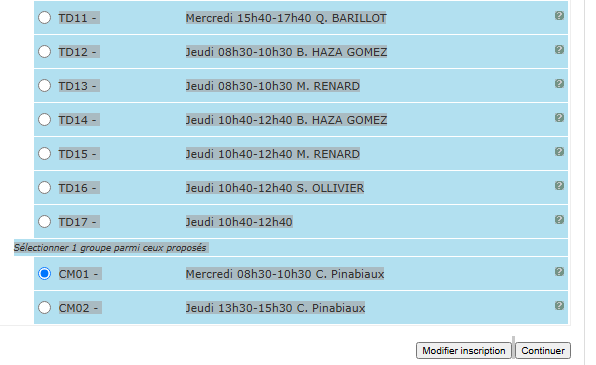 TD11 - Mercredi 15h40-17h40 Q. BARILLOT ?
TD12 - Jeudi 08h30-10h30 B. HAZA GOMEZ ?
TD13 - Jeudi 08h30-10h30 M. RENARD ?
TD14 - Jeudi 10h40-12h40 B. HAZA GOMEZ ?
TD15 - Jeudi 10h40-12h40 M. RENARD ?
TD16 - Jeudi 10h40-12h40 S. OLLIVIER ?
TD17 - Jeudi 10h40-12h40 ?
Sélectionner 1 groupe parmi ceux proposés
CM01 - Mercredi 08h30-10h30 C. Pinabiaux ?
CM02 - Jeudi 13h30-15h30 C. Pinabiaux ?
Modifier inscription Continuer